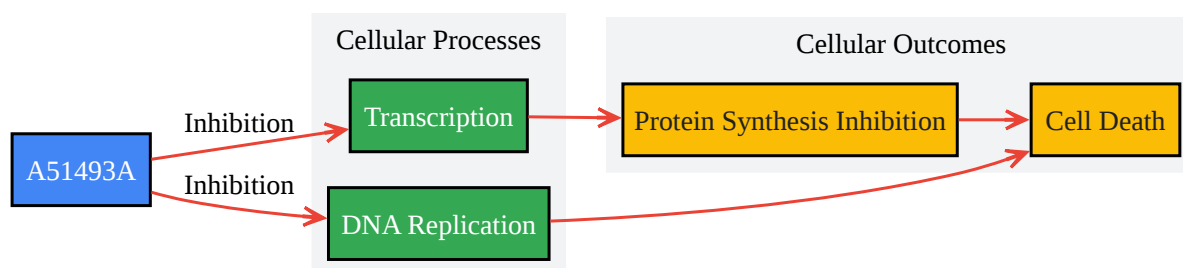 A51493A
Inhibition
Inhibition
Cellular Processes
Transcription
DNA Replication
Cellular Outcomes
Protein Synthesis Inhibition
Cell Death